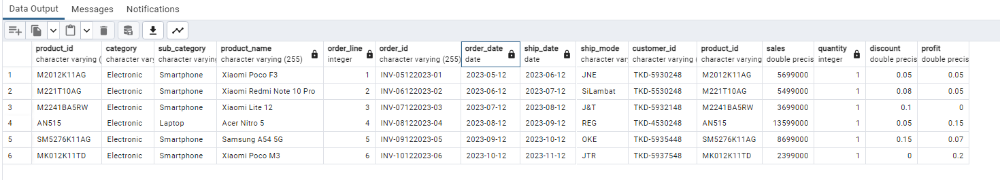 Data Output Messages Notifications
product_id category sub_category product_name order_line order_id order_date ship_date ship_mode customer_id product_id sales quantity discount profit
character varying ( character vary character varying character varying (255) integer character varying (255) date date character vary character varying ( character varying double precis integer double precis double precis
1 M2012K11AG Electronic Smartphone Xiaomi Poco F3 1 INV-05122023-01 2023-05-12 2023-06-12 JNE TKD-5930248 M2012K11AG 5699000 1 0.05 0.05
2 M221T10AG Electronic Smartphone Xiaomi Redmi Note 10 Pro 2 INV-06122023-02 2023-06-12 2023-07-12 SiLambat TKD-5530248 M221T10AG 5499000 1 0.08 0.05
3 M2241BA5RW Electronic Smartphone Xiaomi Lite 12 3 INV-07122023-03 2023-07-12 2023-08-12 J&T TKD-5932148 M2241BA5RW 3699000 1 0.1 0
4 AN515 Electronic Laptop Acer Nitro 5 4 INV-08122023-04 2023-08-12 2023-09-12 REG TKD-4530248 AN515 13599000 1 0.05 0.15
5 SM5276K11AG Electronic Smartphone Samsung A54 5G 5 INV-09122023-05 2023-09-12 2023-10-12 OKE TKD-5935448 SM5276K11AG 8699000 1 0.15 0.07
6 MK012K11TD Electronic Smartphone Xiaomi Poco M3 6 INV-10122023-06 2023-10-12 2023-11-12 JTR TKD-5937548 MK012K11TD 2399000 1 0 0.2